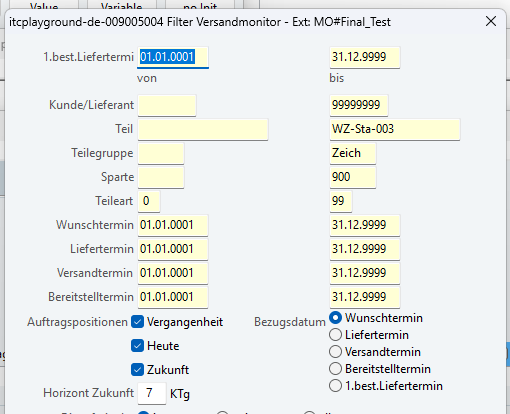 Value Variable no Init
itcplayground-de-009005004 Filter Versandmonitor - Ext: MO#Final_Test
1.best.Liefertermi 01.01.0001 31.12.9999
von bis
Kunde/Lieferant 99999999
Teil WZ-Sta-003
Teilegruppe Zeich
Sparte 900
Teileart 0 99
Wunschtermin 01.01.0001 31.12.9999
Liefertermin 01.01.0001 31.12.9999
Versandtermin 01.01.0001 31.12.9999
Bereitstelltermin 01.01.0001 31.12.9999
Auftragspositionen Vergangenheit Bezugsdatum Wunschtermin
Liefertermin
Heute
Versandtermin
Zukunft Bereitstelltermin
1.best.Liefertermin
Horizont Zukunft 7 KTg